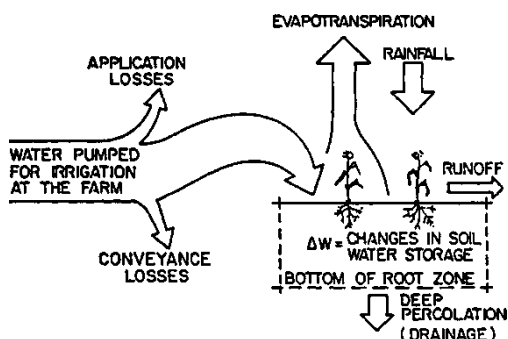 EVAPOTRANSPIRATION
APPLICATION
LOSSES
RAINFALL
WATER PUMPED
FOR IRRIGATION
AT THE FARM
RUNOFF
ΔW = CHANGES IN SOIL
WATER STORAGE
CONVEYANCE
LOSSES
BOTTOM OF ROOT ZONE
DEEP
PERCOLATION
(DRAINAGE)